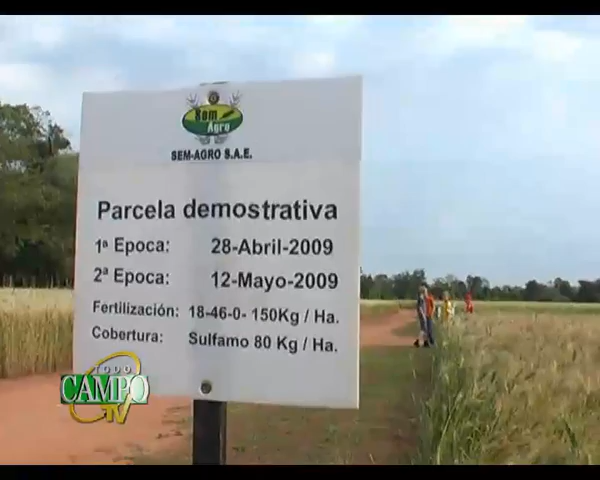 Sem
Agro
SEM-AGRO S.A.E.
Parcela demostrativa
1ª Epoca: 28-Abril-2009
2ª Epoca: 12-Mayo-2009
Fertilización: 18-46-0- 150Kg / Ha.
Cobertura: Sulfamo 80 Kg / Ha.
TODO
CAMPO
TV